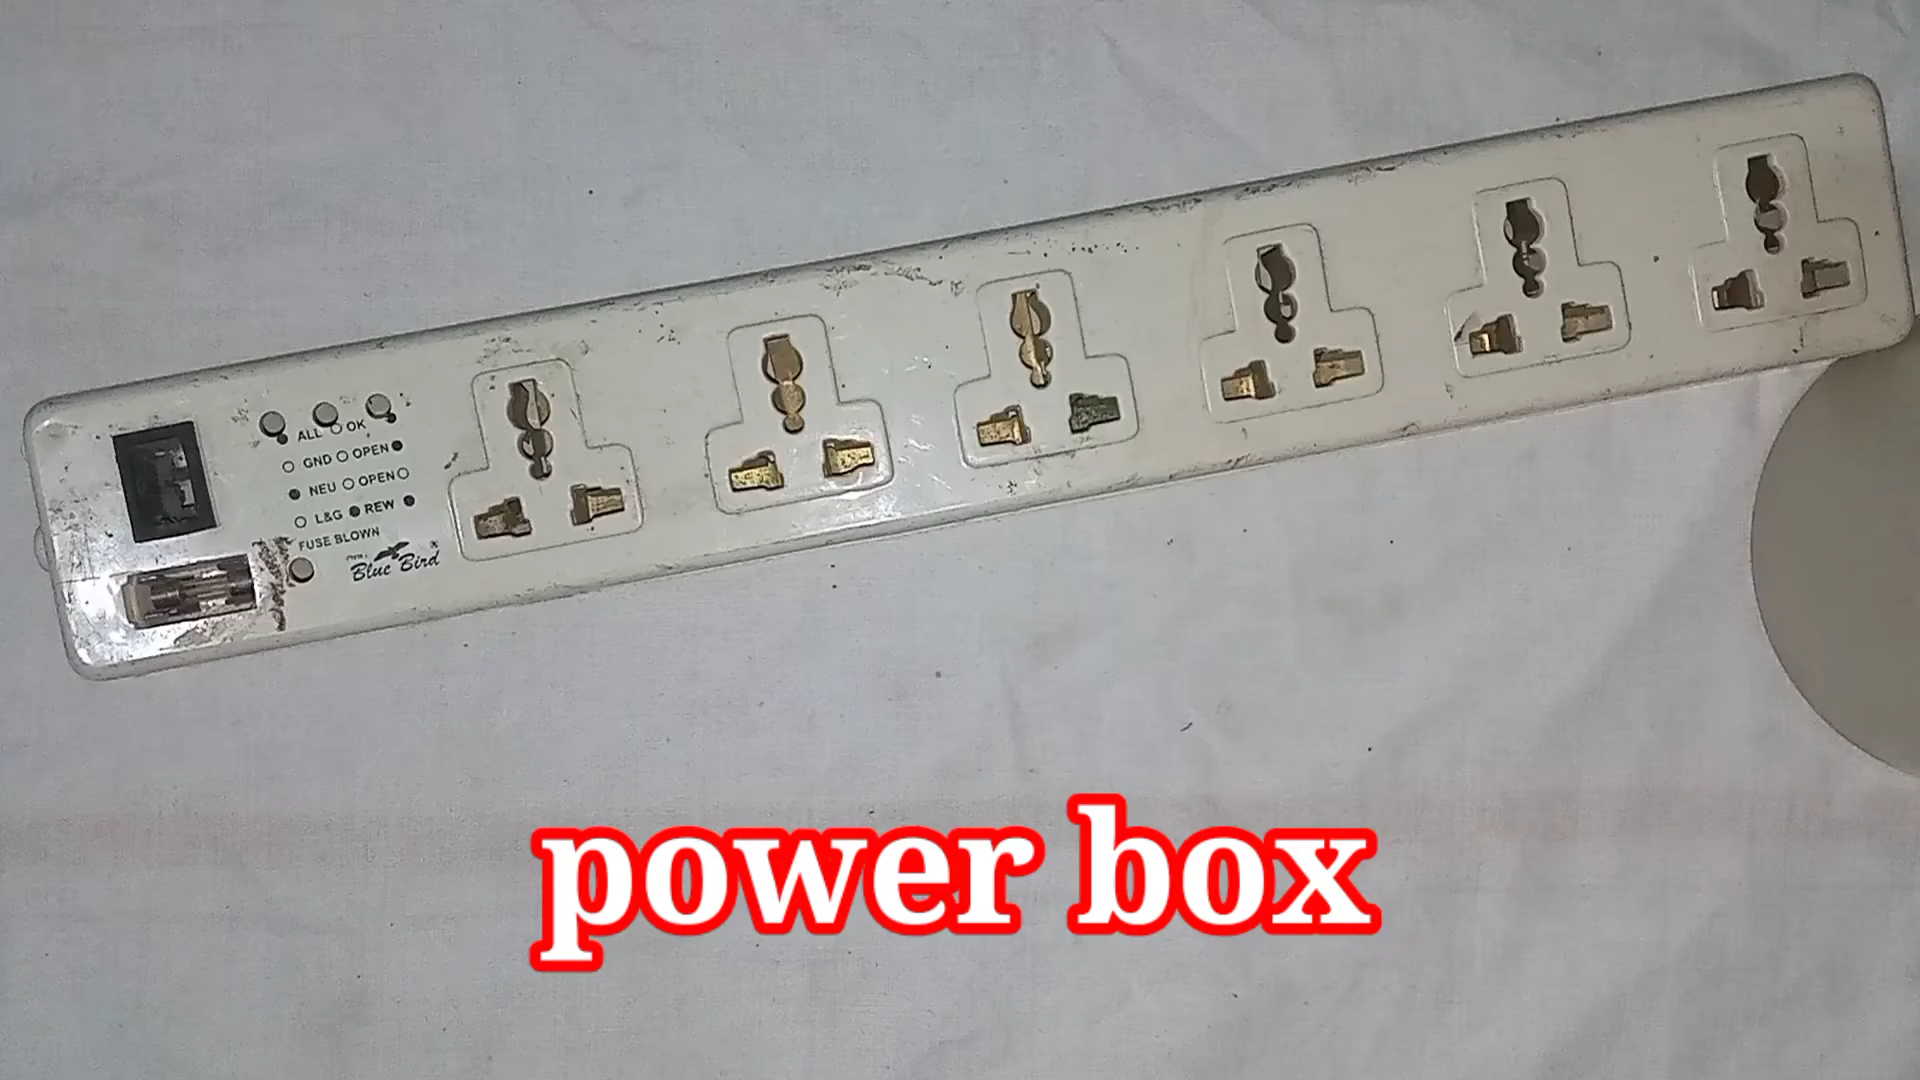 ALL OK
GND OPEN
NEU OPEN
L&G REW
FUSE BLOWN
Blue Bird
power box